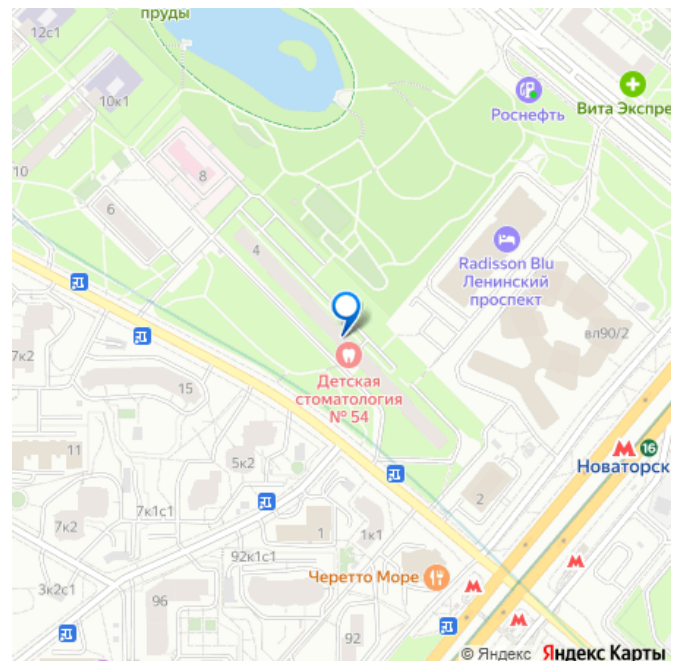 пруды
12с1
10к1
Роснефть
Вита Экспре
10
8
6
4
Radisson Blu
Ленинский
проспект
вл90/2
7к2
Детская
стоматология
№ 54
15
М 16
Новаторск
11
5к2
2
7к1с1
7к2
1
1к1
92к1с1
Черетто Море
М
М
3к2с1
96
М
92
© Яндекс Яндекс Карты